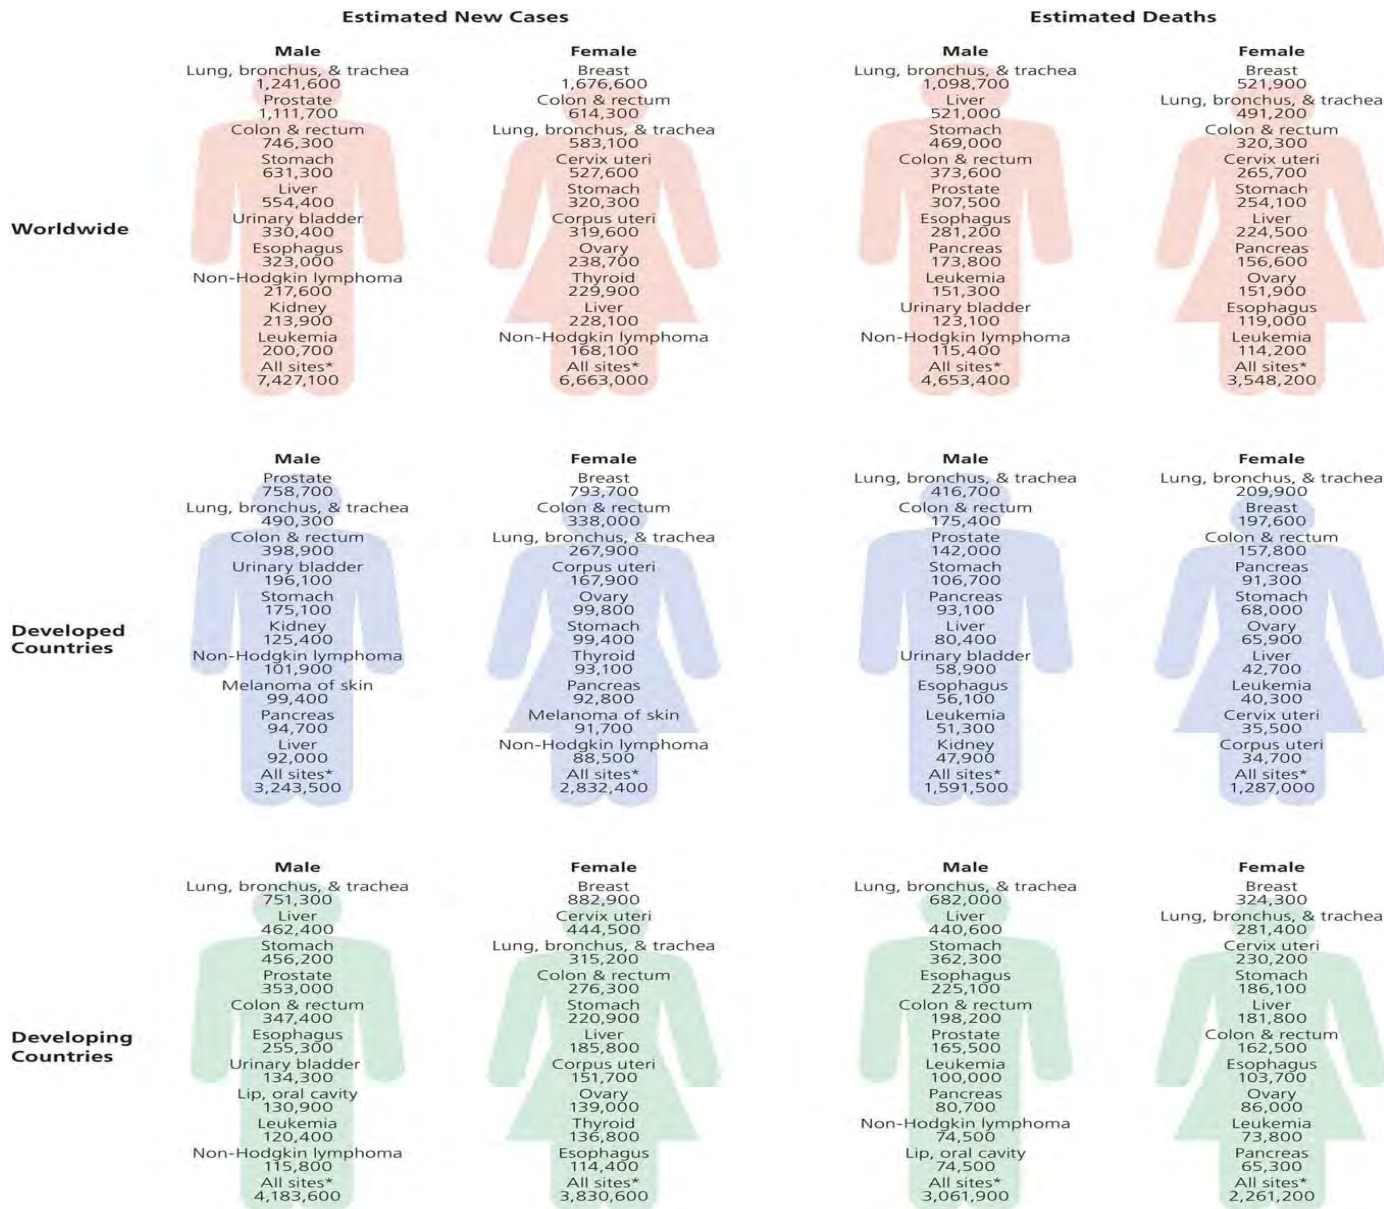 Estimated New Cases
Estimated Deaths
Worldwide
Male
Lung, bronchus, & trachea
1,241,600
Prostate
1,111,700
Colon & rectum
746,300
Stomach
631,300
Liver
554,400
Urinary bladder
330,400
Esophagus
323,000
Non-Hodgkin lymphoma
217,600
Kidney
213,900
Leukemia
200,700
All sites*
7,427,100
Female
Breast
1,676,600
Colon & rectum
614,300
Lung, bronchus, & trachea
583,100
Cervix uteri
527,600
Stomach
320,300
Corpus uteri
319,600
Ovary
238,700
Thyroid
229,900
Liver
228,100
Non-Hodgkin lymphoma
168,100
All sites*
6,663,000
Male
Lung, bronchus, & trachea
1,098,700
Liver
521,000
Stomach
469,000
Colon & rectum
373,600
Prostate
307,500
Esophagus
281,200
Pancreas
173,800
Leukemia
151,300
Urinary bladder
123,100
Non-Hodgkin lymphoma
115,400
All sites*
4,653,400
Female
Breast
521,900
Lung, bronchus, & trachea
491,200
Colon & rectum
320,300
Cervix uteri
265,700
Stomach
254,100
Liver
224,500
Pancreas
156,600
Ovary
151,900
Esophagus
119,000
Leukemia
114,200
All sites*
3,548,200
Developed
Countries
Male
Prostate
758,700
Lung, bronchus, & trachea
490,300
Colon & rectum
398,900
Urinary bladder
196,100
Stomach
175,100
Kidney
125,400
Non-Hodgkin lymphoma
101,900
Melanoma of skin
99,400
Pancreas
94,700
Liver
92,000
All sites*
3,243,500
Female
Breast
793,700
Colon & rectum
338,000
Lung, bronchus, & trachea
267,900
Corpus uteri
167,900
Ovary
99,800
Stomach
99,400
Thyroid
93,100
Pancreas
92,800
Melanoma of skin
91,700
Non-Hodgkin lymphoma
88,500
All sites*
2,832,400
Male
Lung, bronchus, & trachea
416,700
Colon & rectum
175,400
Prostate
142,000
Stomach
106,700
Pancreas
93,100
Liver
80,400
Urinary bladder
58,900
Esophagus
56,100
Leukemia
51,300
Kidney
47,900
All sites*
1,591,500
Female
Lung, bronchus, & trachea
209,900
Breast
197,600
Colon & rectum
157,800
Pancreas
91,300
Stomach
68,000
Ovary
65,900
Liver
42,700
Leukemia
40,300
Cervix uteri
35,500
Corpus uteri
34,700
All sites*
1,287,000
Developing
Countries
Male
Lung, bronchus, & trachea
751,300
Liver
462,400
Stomach
456,200
Prostate
353,000
Colon & rectum
347,400
Esophagus
255,300
Urinary bladder
134,300
Lip, oral cavity
130,900
Leukemia
120,400
Non-Hodgkin lymphoma
115,800
All sites*
4,183,600
Female
Breast
882,900
Cervix uteri
444,500
Lung, bronchus, & trachea
315,200
Colon & rectum
276,300
Stomach
220,900
Liver
185,800
Corpus uteri
151,700
Ovary
139,000
Thyroid
136,800
Esophagus
114,400
All sites*
3,830,600
Male
Lung, bronchus, & trachea
682,000
Liver
440,600
Stomach
362,300
Esophagus
225,100
Colon & rectum
198,200
Prostate
165,500
Leukemia
100,000
Pancreas
80,700
Non-Hodgkin lymphoma
74,500
Lip, oral cavity
74,500
All sites*
3,061,900
Female
Breast
324,300
Lung, bronchus, & trachea
281,400
Cervix uteri
230,200
Stomach
186,100
Liver
181,800
Colon & rectum
162,500
Esophagus
103,700
Ovary
86,000
Leukemia
73,800
Pancreas
65,300
All sites*
2,261,200